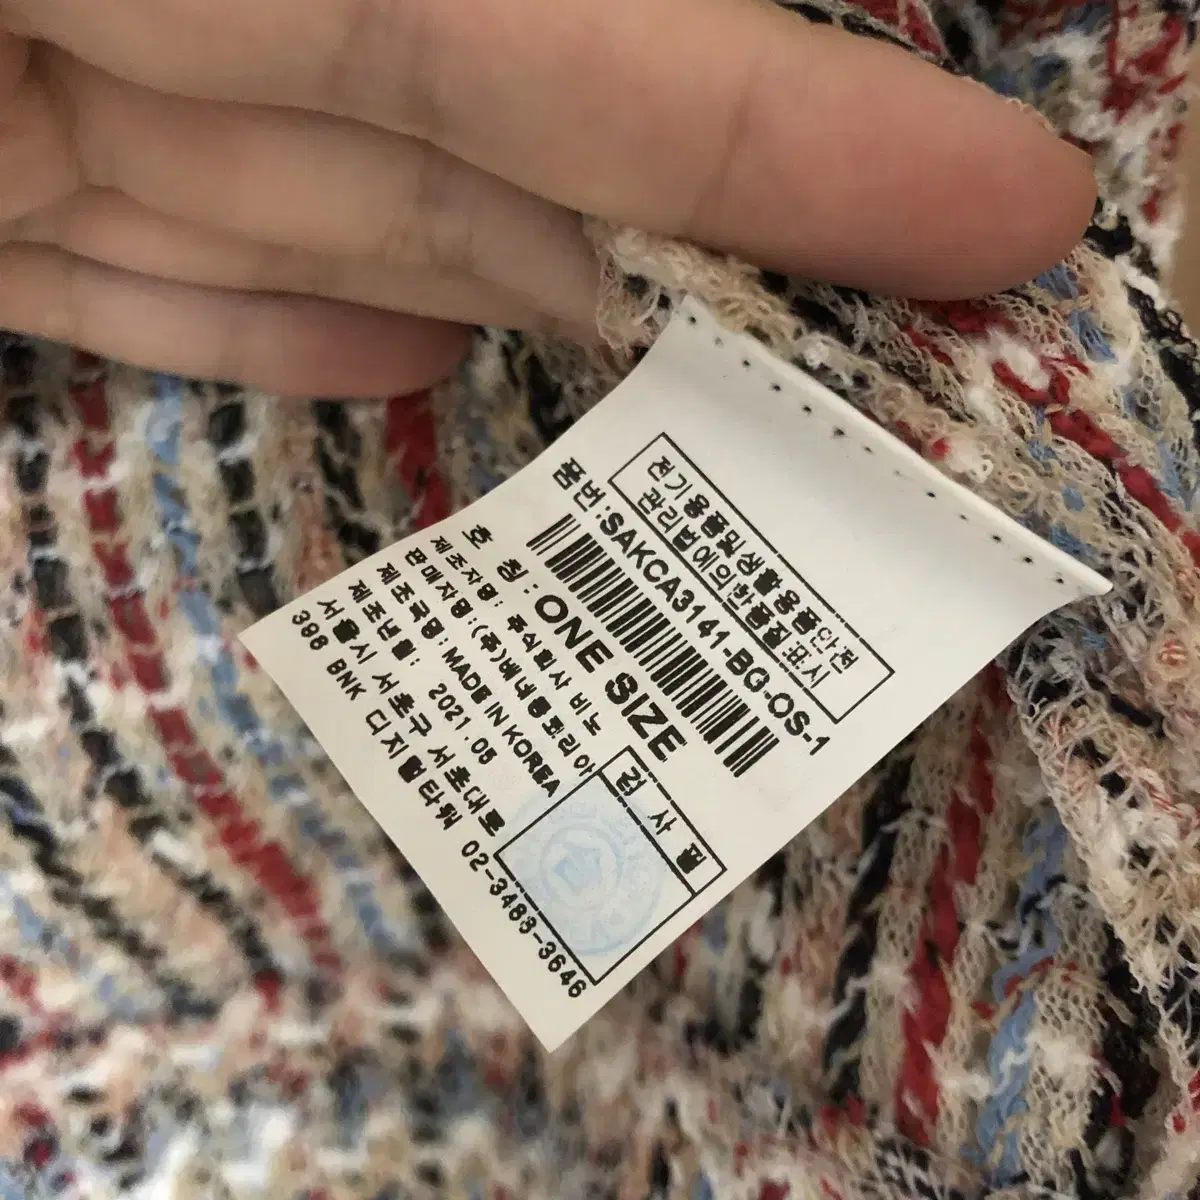 전기용품및생활용품안전
관리법에의한품질표시
품번:SAKCA3141-BG-OS-1
호 칭: ONE SIZE
제조자명: 주식회사 비노
판매자명:(주)베네통코리아
제조국명: MADE IN KOREA
제조년월: 2021.05
서울시 서초구 서초대로
398 BNK 디지털타워 02-3483-3646
검 사 필